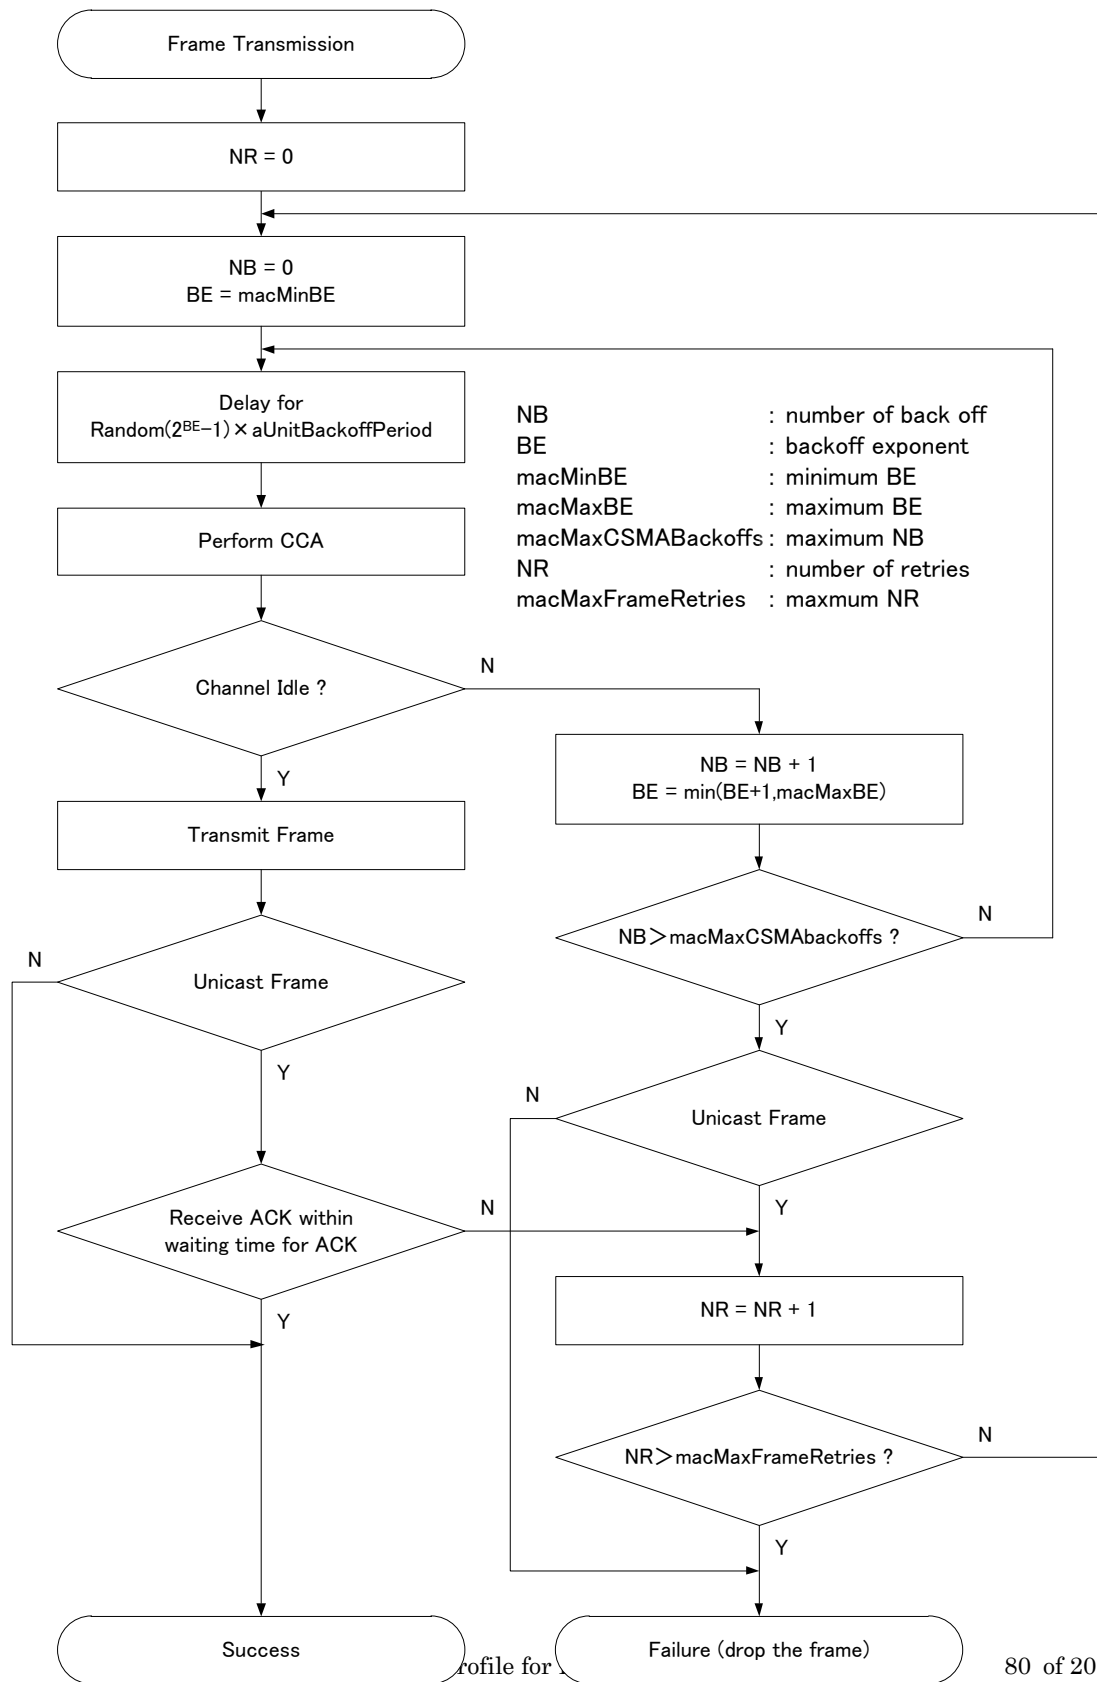 Frame Transmission
NR = 0
NB = 0
BE = macMinBE
Delay for
Random(2^BE−1)×aUnitBackoffPeriod
NB : number of back off
BE : backoff exponent
macMinBE : minimum BE
macMaxBE : maximum BE
macMaxCSMABackoffs : maximum NB
NR : number of retries
macMaxFrameRetries : maxmum NR
Perform CCA
Channel Idle ?
N
Y
NB = NB + 1
BE = min(BE+1,macMaxBE)
Transmit Frame
NB>macMaxCSMAbackoffs ?
N
Y
Unicast Frame
N
Y
Unicast Frame
N
Y
Receive ACK within
waiting time for ACK
N
Y
NR = NR + 1
NR>macMaxFrameRetries ?
N
Y
Success
Failure (drop the frame)
rofile for
80 of 20